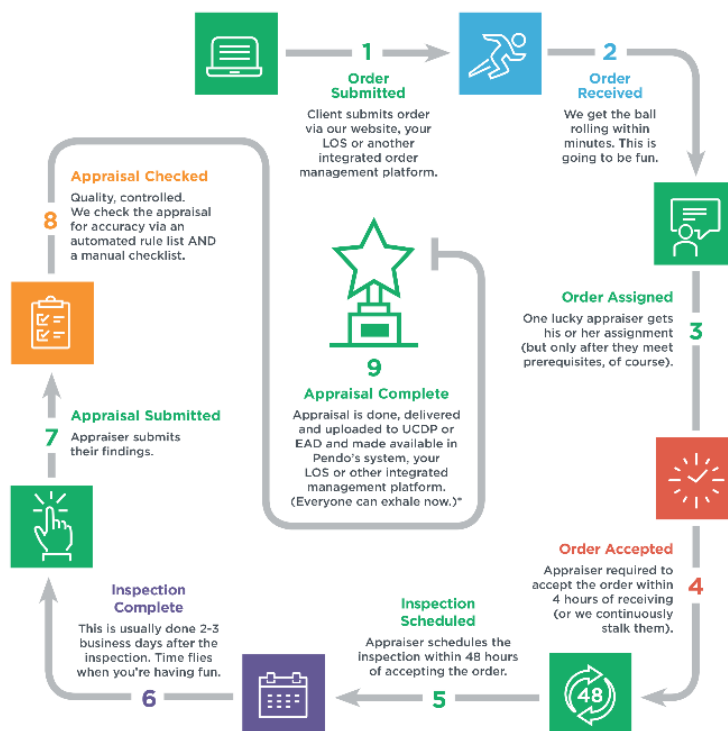 1
Order
Submitted
Client submits order
via our website, your
LOS or another
integrated order
management platform.
2
Order
Received
We get the ball
rolling within
minutes. This is
going to be fun.
Order Assigned
One lucky appraiser gets
his or her assignment
(but only after they meet
prerequisites, of course).
3
Order Accepted
Appraiser required to
accept the order within
4 hours of receiving
(or we continuously
stalk them).
4
48
Inspection
Scheduled
Appraiser schedules the
inspection within 48 hours
of accepting the order.
5
Inspection
Complete
This is usually done 2-3
business days after the
inspection. Time flies
when you're having fun.
6
Appraisal Submitted
7
Appraiser submits
their findings.
Appraisal Checked
8
Quality, controlled.
We check the appraisal
for accuracy via an
automated rule list AND
a manual checklist.
9
Appraisal Complete
Appraisal is done, delivered
and uploaded to UCDP or
EAD and made available in
Pendo's system, your
LOS or other integrated
management platform.
(Everyone can exhale now.)*